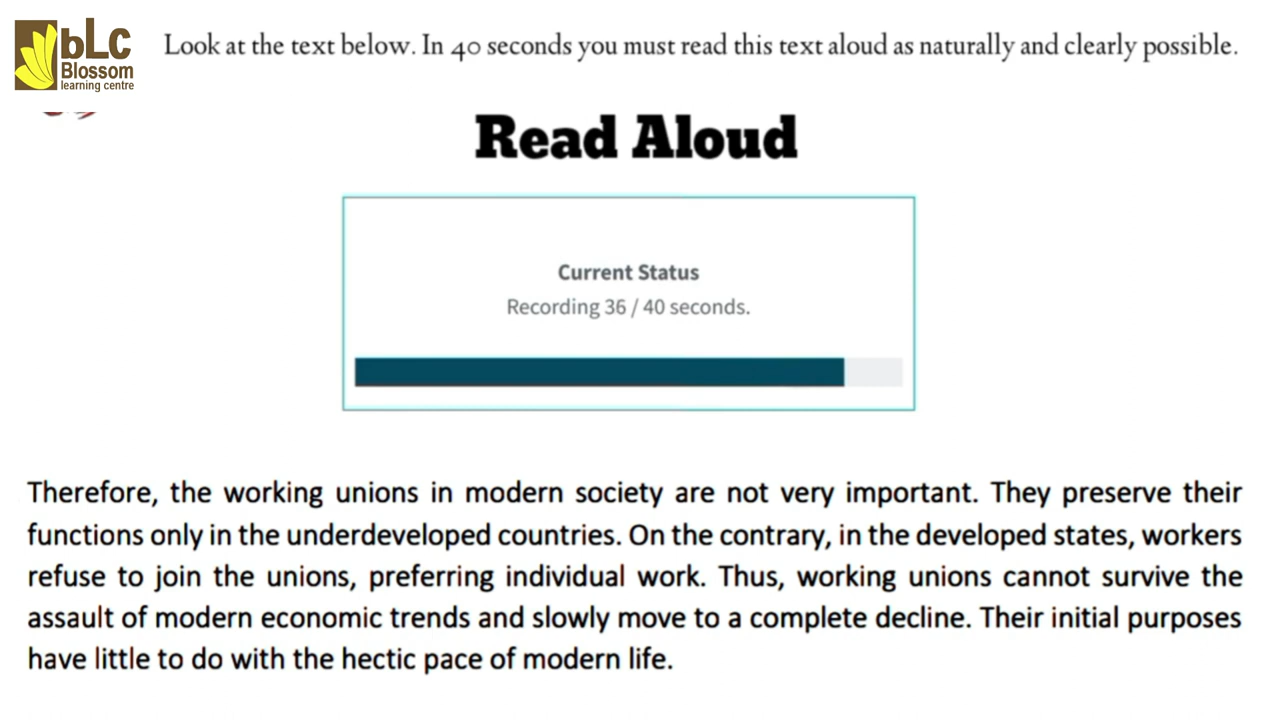 bLC
Blossom
learning centre
Look at the text below. In 40 seconds you must read this text aloud as naturally and clearly possible.
Read Aloud
Current Status
Recording 36 / 40 seconds.
Therefore, the working unions in modern society are not very important. They preserve their
functions only in the underdeveloped countries. On the contrary, in the developed states, workers
refuse to join the unions, preferring individual work. Thus, working unions cannot survive the
assault of modern economic trends and slowly move to a complete decline. Their initial purposes
have little to do with the hectic pace of modern life.